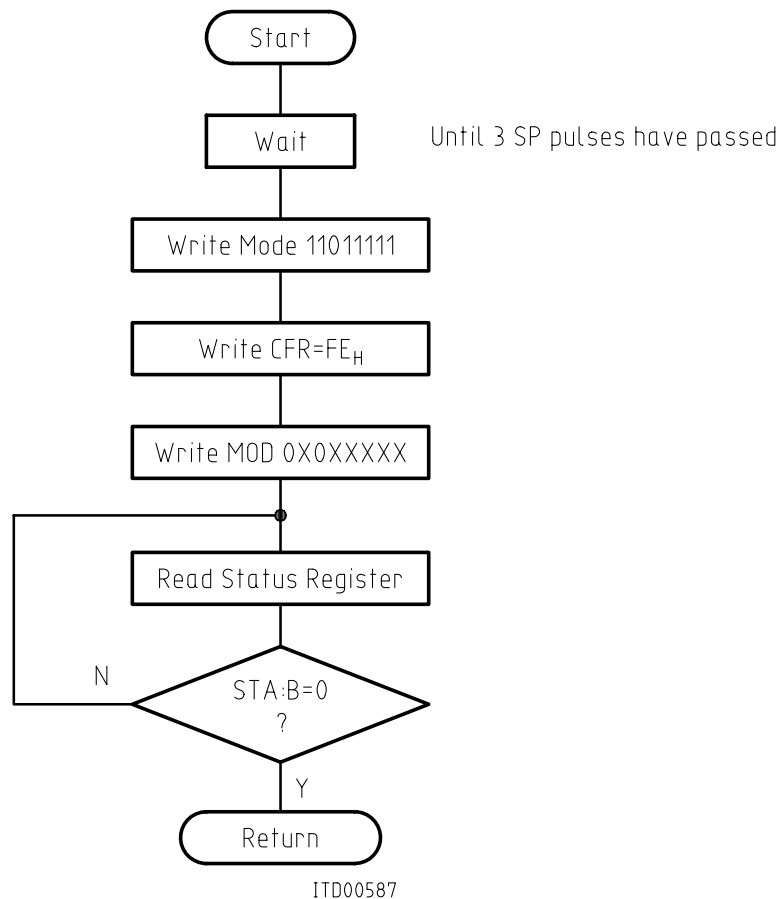 Start
Wait
Until 3 SP pulses have passed
Write Mode 11011111
Write CFR=FEH
Write MOD 0X0XXXXX
Read Status Register
N
STA:B=0
?
Y
Return
ITD00587